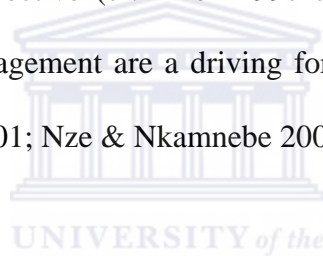 agement are a driving for
01; Nze & Nkamnebe 200
UNIVERSITY of the